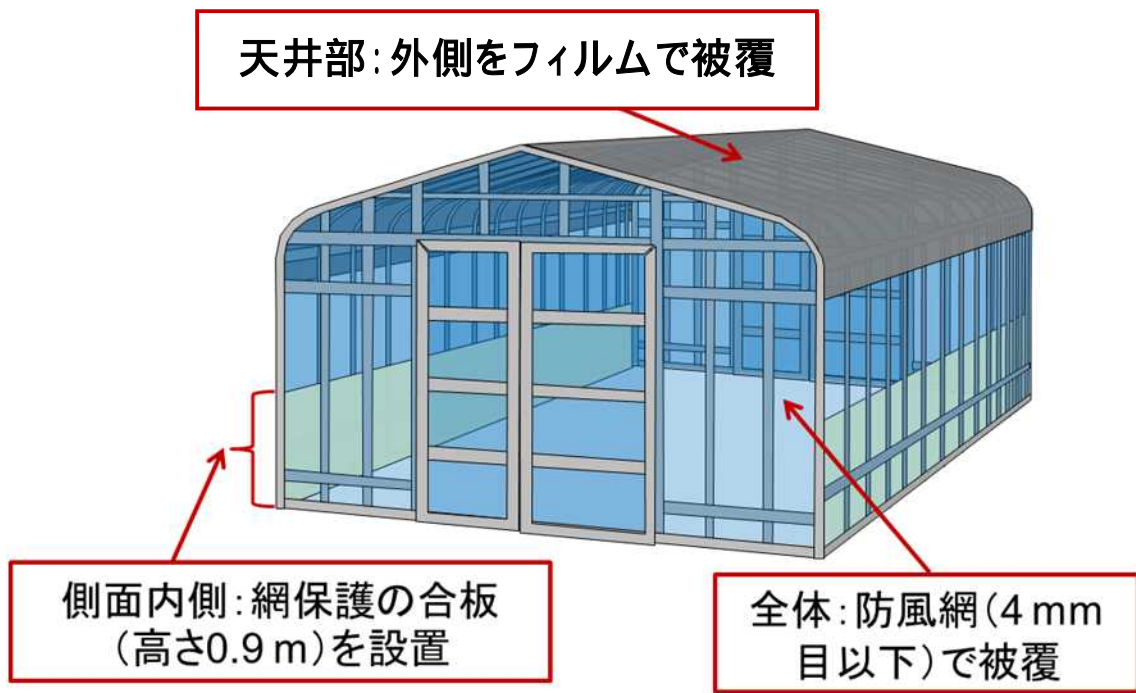 天井部：外側をフィルムで被覆
側面内側：網保護の合板
（高さ0.9 m）を設置
全体：防風網（4 mm
目以下）で被覆